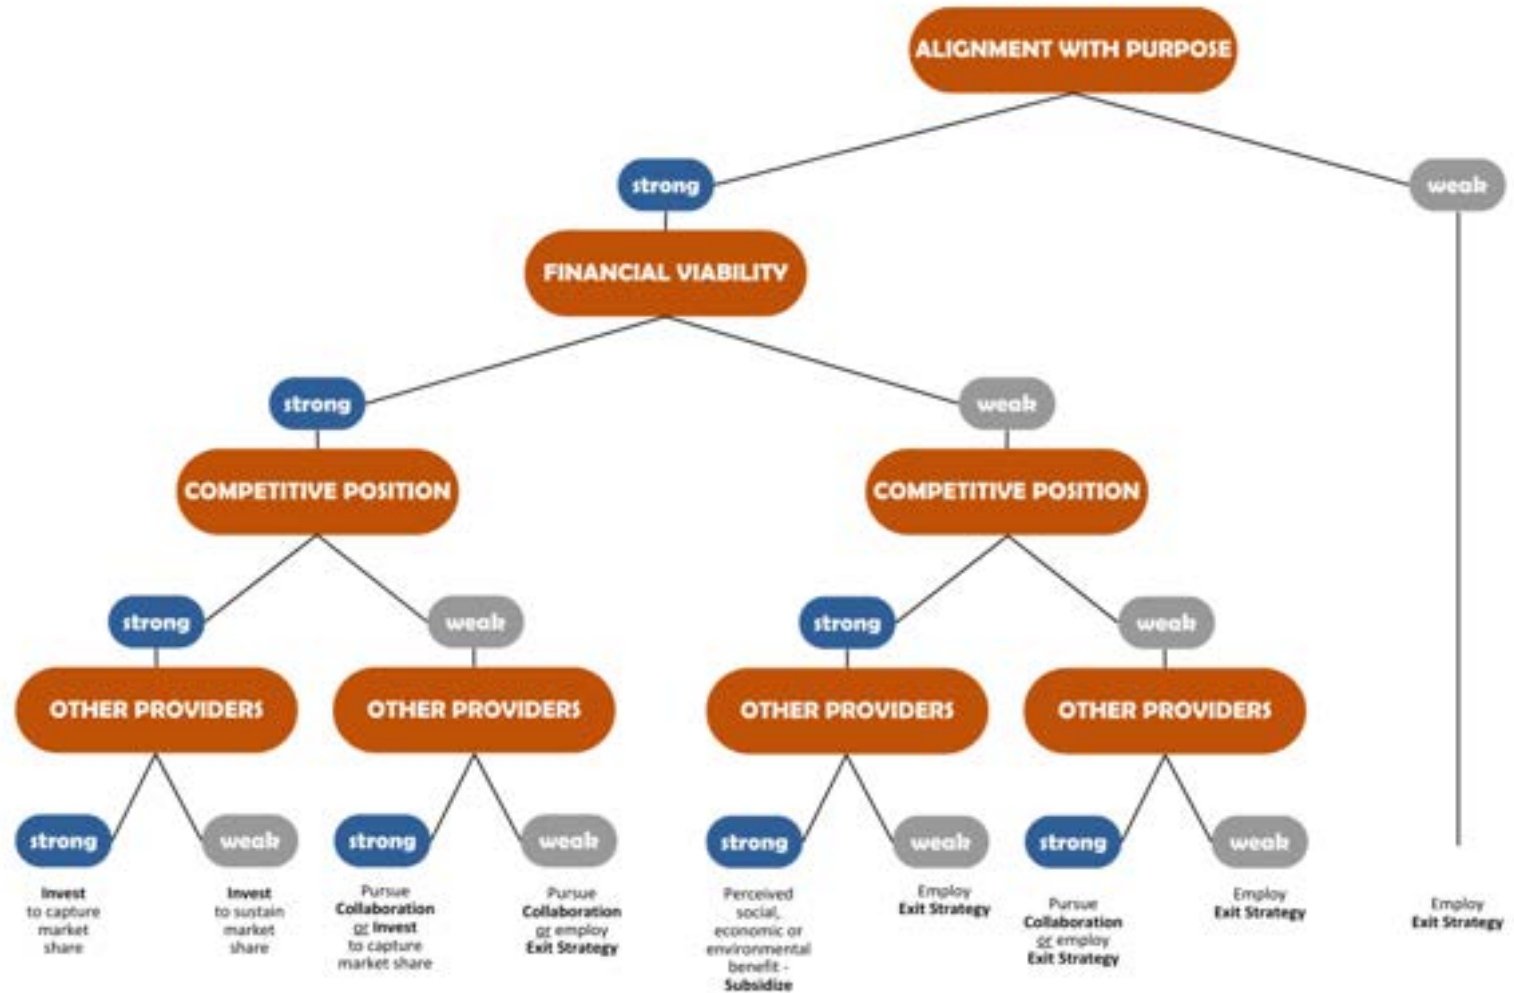 ALIGNMENT WITH PURPOSE
strong
weak
FINANCIAL VIABILITY
strong
weak
COMPETITIVE POSITION
COMPETITIVE POSITION
strong
weak
strong
weak
OTHER PROVIDERS
OTHER PROVIDERS
OTHER PROVIDERS
OTHER PROVIDERS
strong
weak
strong
weak
strong
weak
strong
weak
Invest
to capture
market
share
Invest
to sustain
market
share
Pursue
Collaboration
or Invest
to capture
market share
Pursue
Collaboration
or employ
Exit Strategy
Perceived
social,
economic or
environmental
benefit -
Subsidize
Employ
Exit Strategy
Pursue
Collaboration
or employ
Exit Strategy
Employ
Exit Strategy
Employ
Exit Strategy